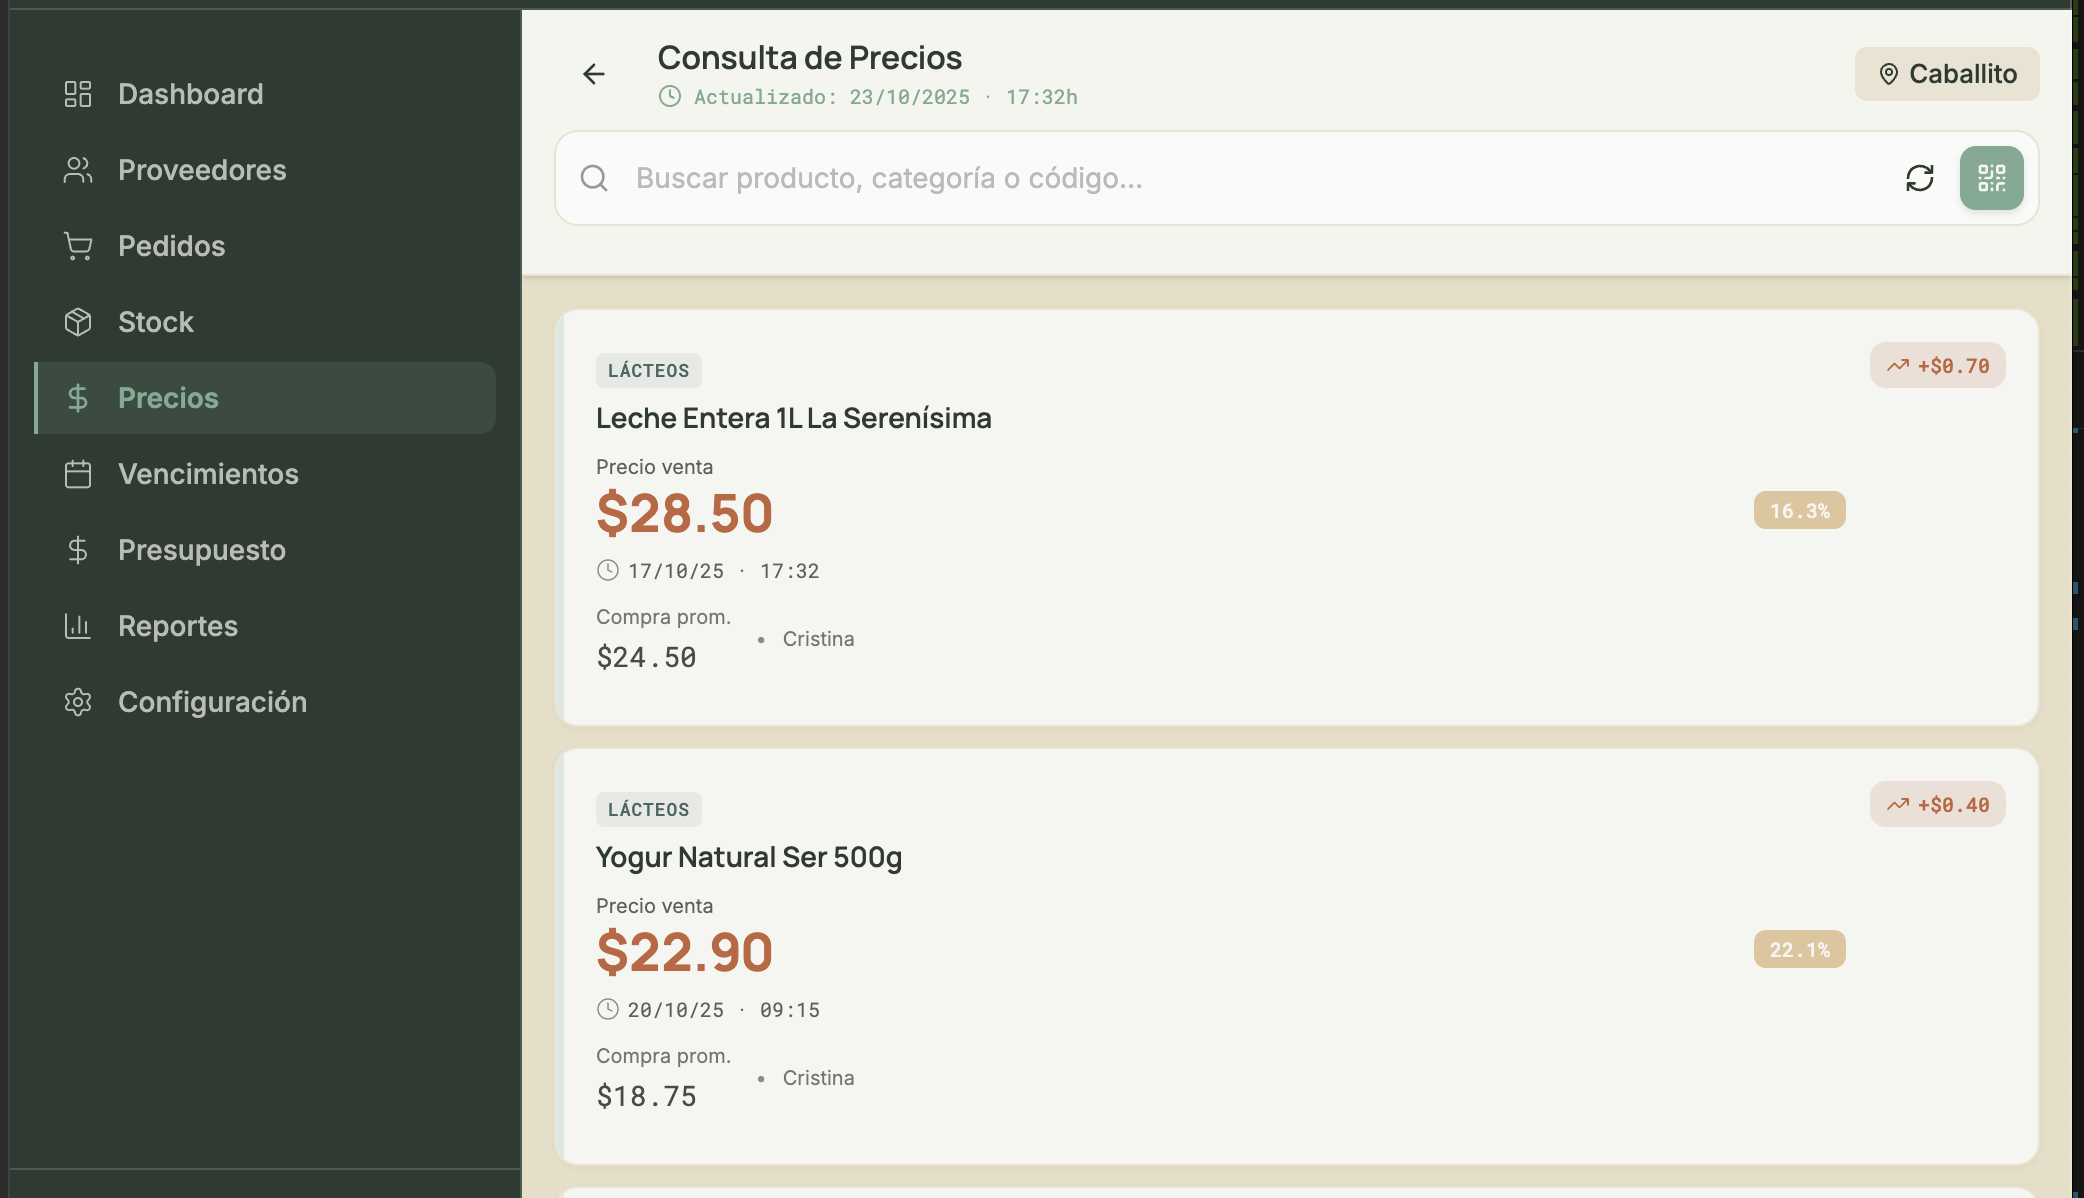 Dashboard
Proveedores
Pedidos
Stock
Precios
Vencimientos
Presupuesto
Reportes
Configuración
Consulta de Precios
Actualizado: 23/10/2025 · 17:32h
Caballito
Buscar producto, categoría o código...
LÁCTEOS
+$0.70
Leche Entera 1L La Serenísima
Precio venta
$28.50
16.3%
17/10/25 · 17:32
Compra prom.
$24.50
• Cristina
LÁCTEOS
+$0.40
Yogur Natural Ser 500g
Precio venta
$22.90
22.1%
20/10/25 · 09:15
Compra prom.
$18.75
• Cristina